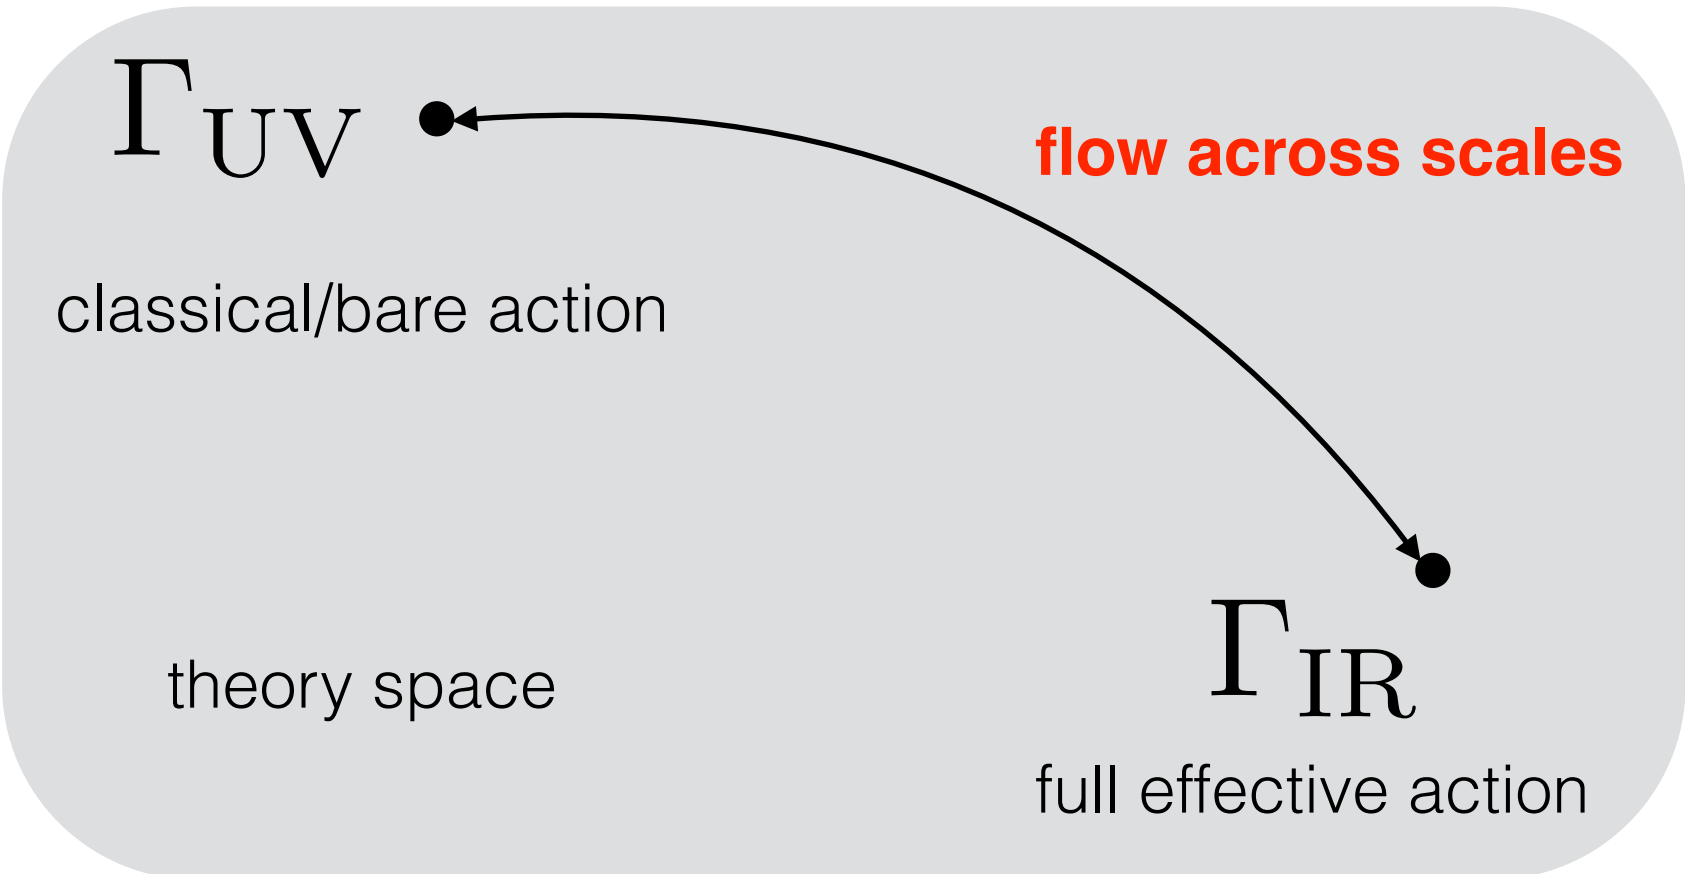 Γ_UV
flow across scales
classical/bare action
theory space
Γ_IR
full effective action